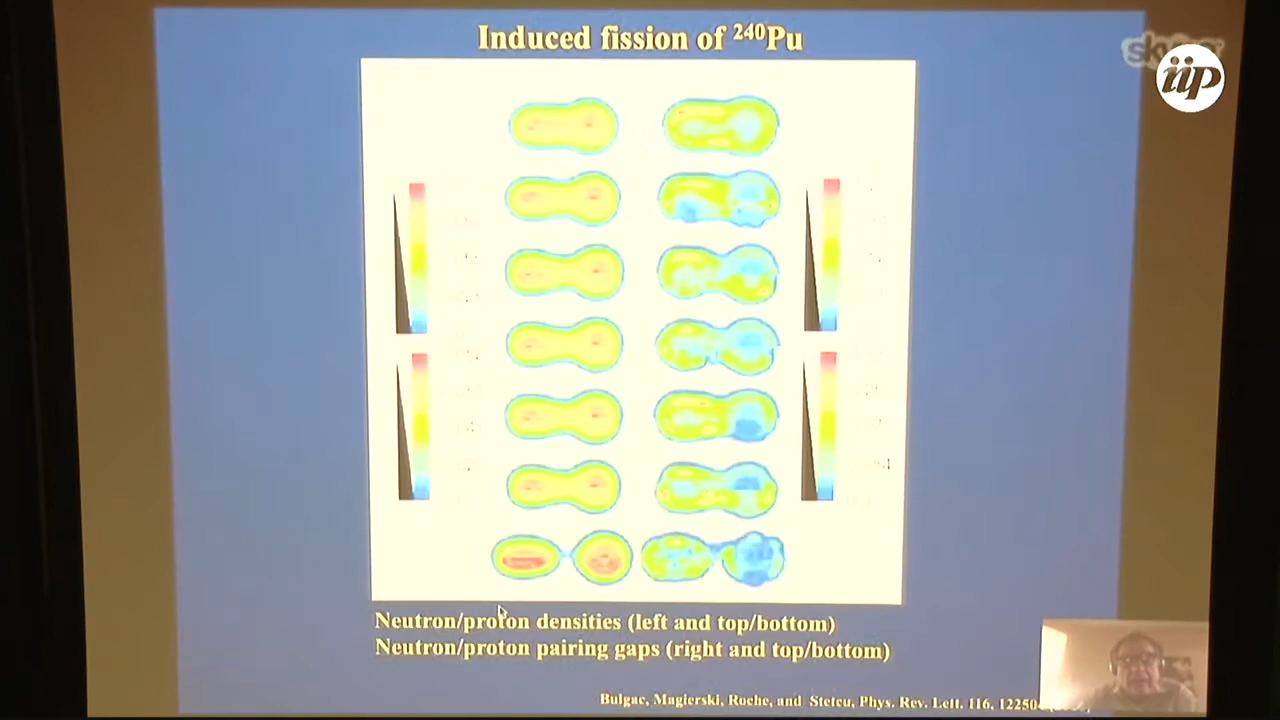 Induced fission of ²⁴⁰Pu
iip
Neutron/proton densities (left and top/bottom)
Neutron/proton pairing gaps (right and top/bottom)
Bulgac, Magierski, Roche, and Stetcu, Phys. Rev. Lett. 116,